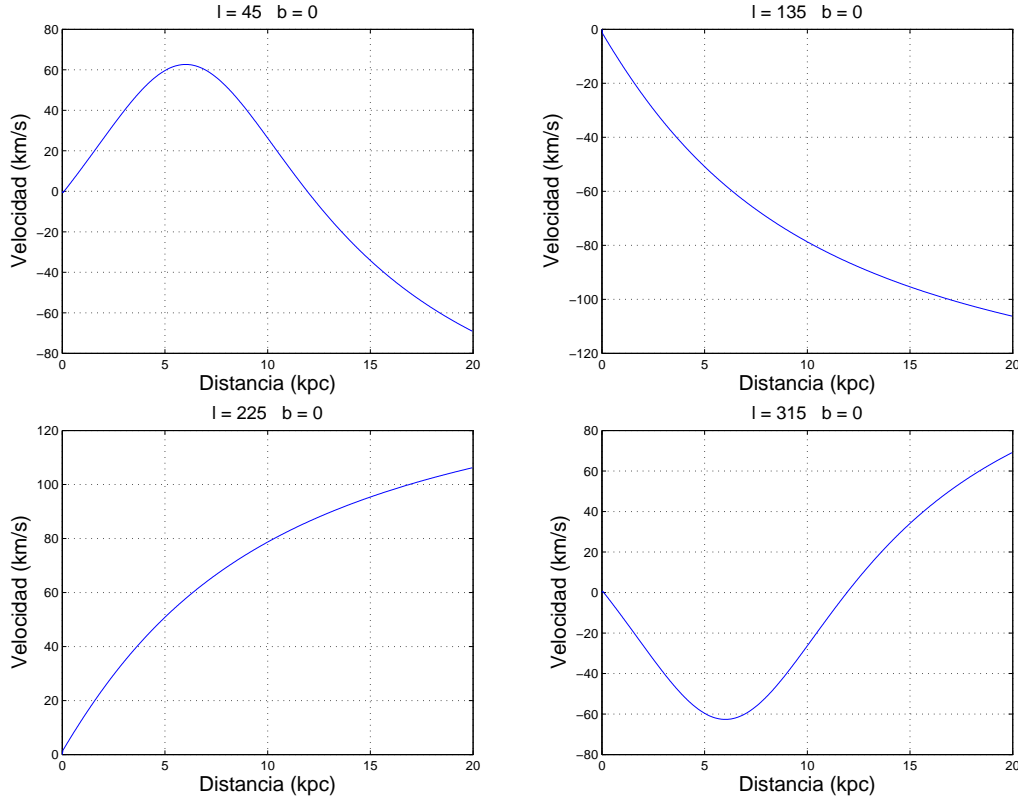 l = 45 b = 0
80
60
40
20
0
−20
−40
−60
−80
0 5 10 15 20
Velocidad (km/s)
Distancia (kpc)
l = 135 b = 0
0
−20
−40
−60
−80
−100
−120
0 5 10 15 20
Velocidad (km/s)
Distancia (kpc)
l = 225 b = 0
120
100
80
60
40
20
0
0 5 10 15 20
Velocidad (km/s)
Distancia (kpc)
l = 315 b = 0
80
60
40
20
0
−20
−40
−60
−80
0 5 10 15 20
Velocidad (km/s)
Distancia (kpc)